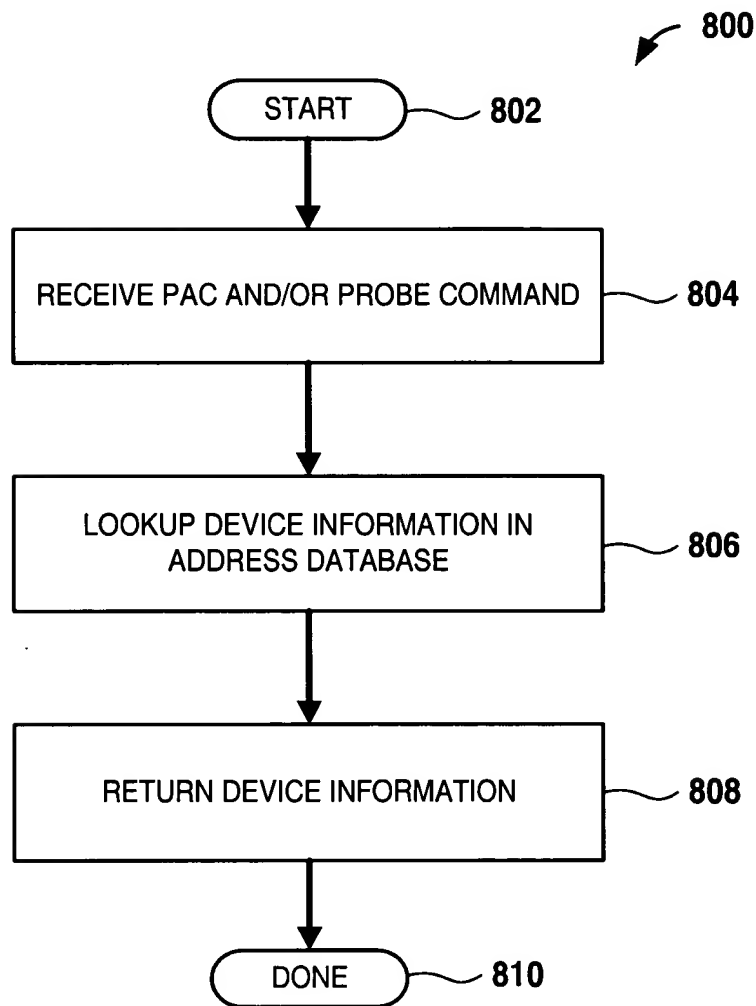 800
START 802
RECEIVE PAC AND/OR PROBE COMMAND 804
LOOKUP DEVICE INFORMATION IN
ADDRESS DATABASE 806
RETURN DEVICE INFORMATION 808
DONE 810